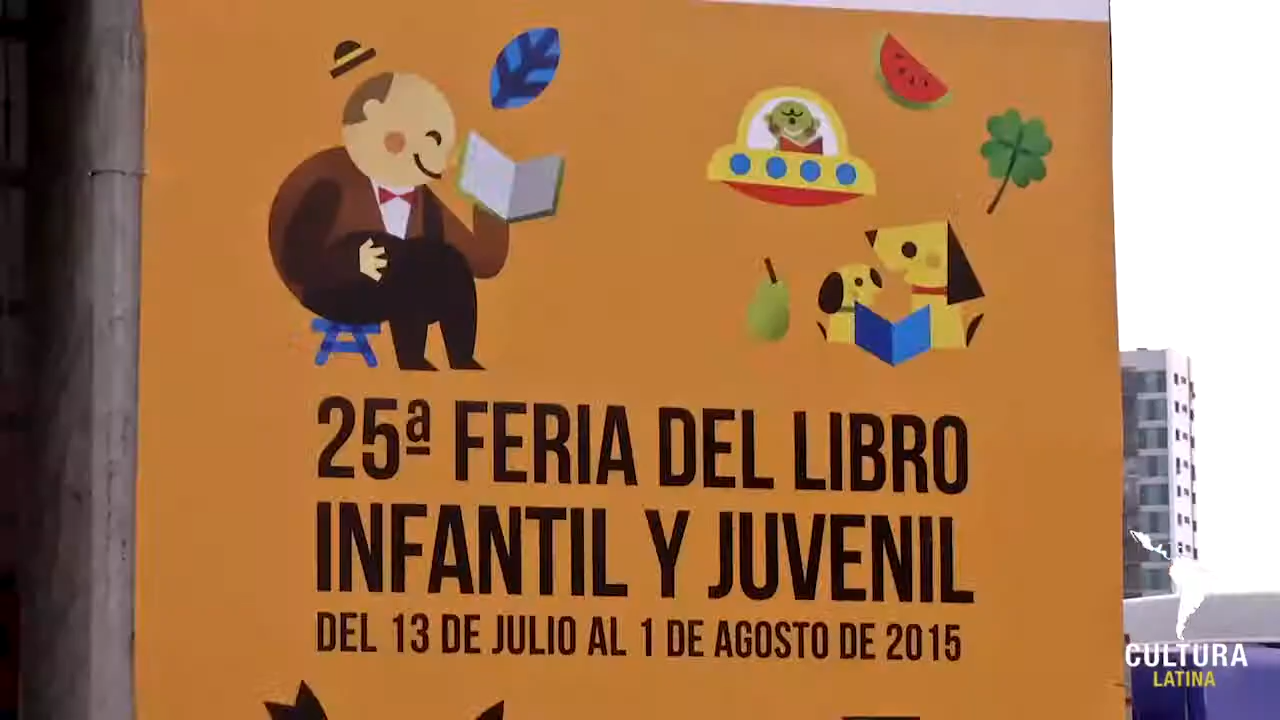 25ª FERIA DEL LIBRO
INFANTIL Y JUVENIL
DEL 13 DE JULIO AL 1 DE AGOSTO DE 2015
CULTURA
LATINA